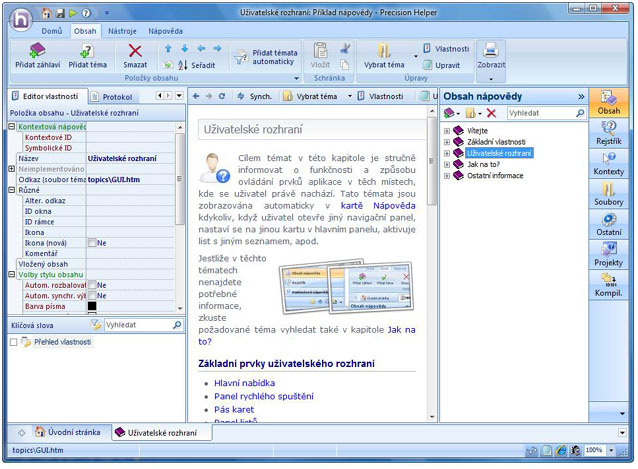 Uživatelské rozhraní: Příklad nápovědy - Precision Helper
Domů
Obsah
Nástroje
Nápověda
Přidat záhlaví
Přidat téma
Smazat
Seřadit
Přidat témata automaticky
Položky obsahu
Vložit
Schránka
Vybrat téma
Vlastnosti
Upravit
Úpravy
Zobrazit
Editor vlastností
Protokol
Položka obsahu - Uživatelské rozhraní
Kontextová nápově
Kontextové ID
Symbolické ID
Název
Uživatelské rozhraní
Neimplementováno
Odkaz (soubor téma
topics\GUI.htm
Různé
Alter. odkaz
ID okna
ID rámce
Ikona
Ikona (nová)
Ne
Komentář
Vložený obsah
Volby stylu obsahu
Autom. rozbalovat
Ne
Autom. synchr. výb
Ne
Barva písma
Klíčová slova
Vyhledat
Přehled vlastností
Synch.
Vybrat téma
Vlastnosti
Uživatelské rozhraní
Cílem témat v této kapitole je stručně
informovat o funkčnosti a způsobu
ovládání prvků aplikace v těch místech,
kde se uživatel právě nachází. Tato témata jsou
zobrazována automaticky v kartě Nápověda
kdykoliv, když uživatel otevře jiný navigační panel,
nastaví se na jinou kartu v hlavním panelu, aktivuje
list s jiným seznamem, apod.
Jestliže v těchto
tématech
nenajdete
potřebné
informace,
zkuste
požadované téma vyhledat také v kapitole Jak na
to?
Základní prvky uživatelského rozhraní
Hlavní nabídka
Panel rychlého spuštění
Pás karet
Panel listů
Obsah nápovědy
Vyhledat
Vítejte
Základní vlastnosti
Uživatelské rozhraní
Jak na to?
Ostatní informace
Obsah
Rejstřík
Kontexty
Soubory
Ostatní
Projekty
Kompil.
Úvodní stránka
Uživatelské rozhraní
topics\GUI.htm
100%